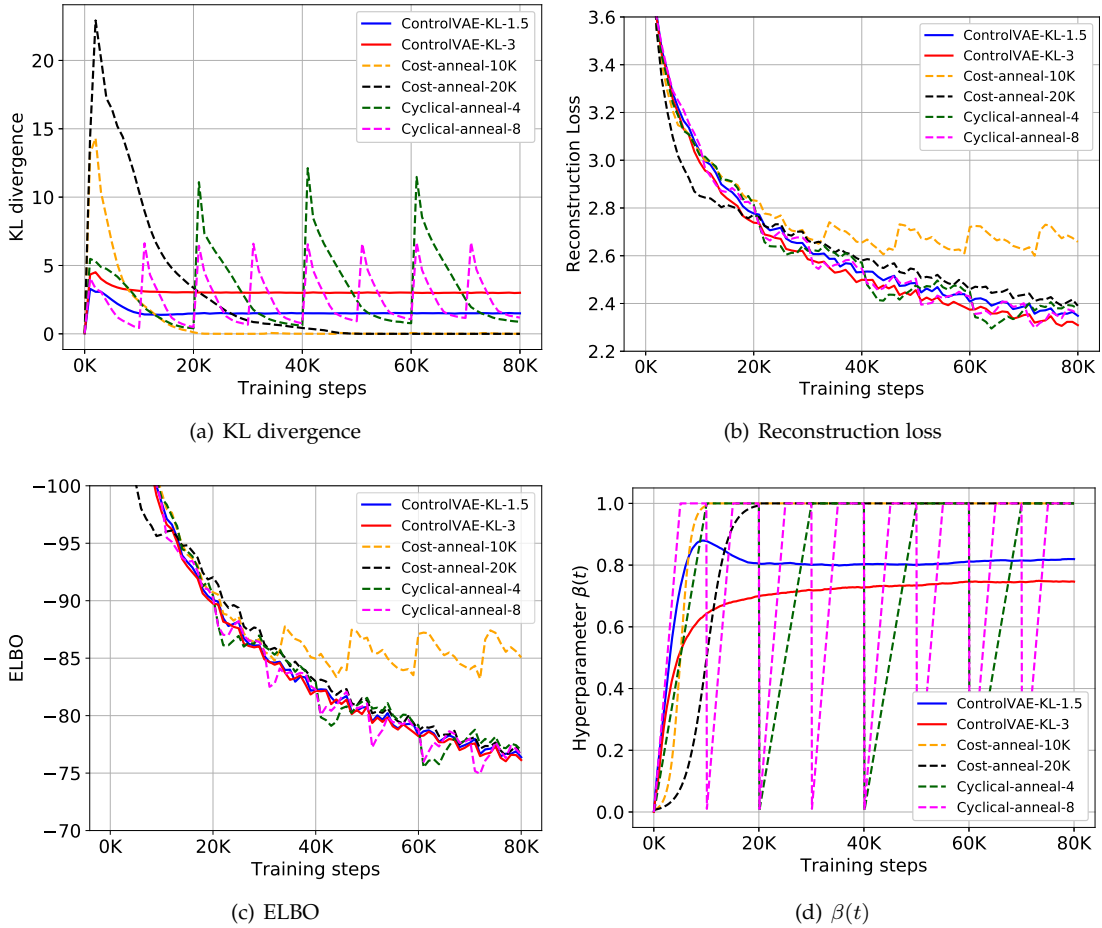 KL divergence
25
20
15
10
5
0
0K 20K 40K 60K 80K
Training steps
ControlVAE-KL-1.5
ControlVAE-KL-3
Cost-anneal-10K
Cost-anneal-20K
Cyclical-anneal-4
Cyclical-anneal-8
(a) KL divergence
Reconstruction Loss
3.6
3.4
3.2
3.0
2.8
2.6
2.4
2.2
0K 20K 40K 60K 80K
Training steps
ControlVAE-KL-1.5
ControlVAE-KL-3
Cost-anneal-10K
Cost-anneal-20K
Cyclical-anneal-4
Cyclical-anneal-8
(b) Reconstruction loss
ELBO
−100
−95
−90
−85
−80
−75
−70
0K 20K 40K 60K 80K
Training steps
ControlVAE-KL-1.5
ControlVAE-KL-3
Cost-anneal-10K
Cost-anneal-20K
Cyclical-anneal-4
Cyclical-anneal-8
(c) ELBO
Hyperparameter β(t)
1.0
0.8
0.6
0.4
0.2
0.0
0K 20K 40K 60K 80K
Training steps
ControlVAE-KL-1.5
ControlVAE-KL-3
Cost-anneal-10K
Cost-anneal-20K
Cyclical-anneal-4
Cyclical-anneal-8
(d) β(t)